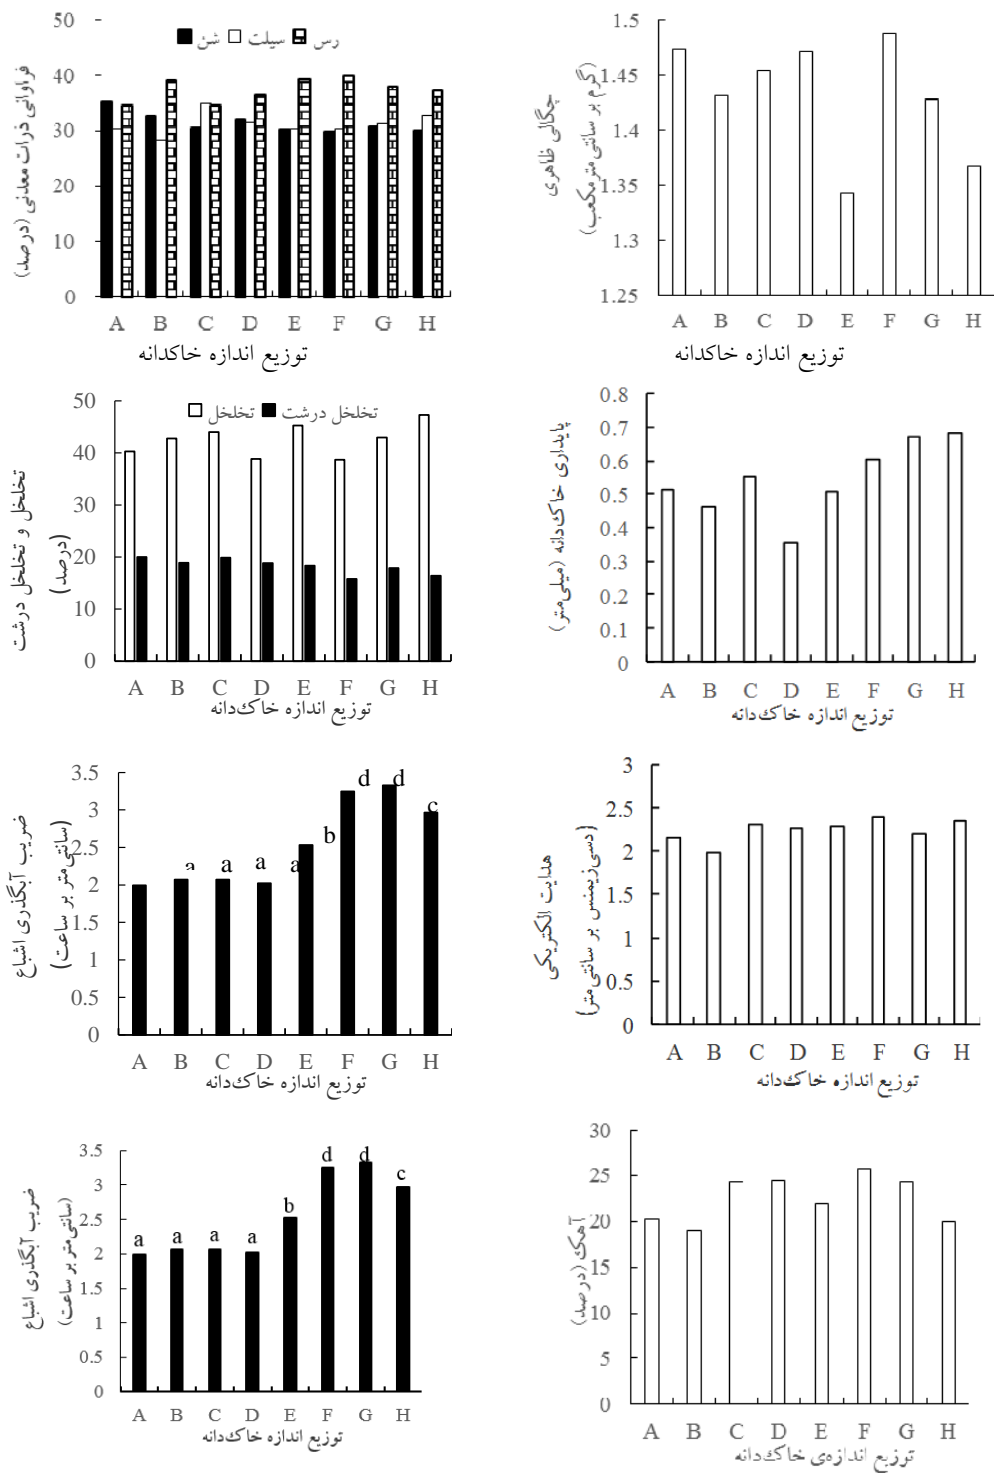 شن سیلت رس
فراوانی ذرات معدنی (درصد)
50
40
30
20
10
0
A B C D E F G H
توزیع اندازه خاکدانه
چگالی ظاهری
(گرم بر سانتی‌مترمکعب)
1.5
1.45
1.4
1.35
1.3
1.25
A B C D E F G H
توزیع اندازه خاکدانه
تخلخل تخلخل درشت
تخلخل و تخلخل درشت
(درصد)
50
40
30
20
10
0
A B C D E F G H
توزیع اندازه خاک‌دانه
پایداری خاک‌دانه (میلی‌متر)
0.8
0.7
0.6
0.5
0.4
0.3
0.2
0.1
0
A B C D E F G H
توزیع اندازه خاک‌دانه
ضریب آبگذری اشباع
(سانتی‌متر بر ساعت)
3.5
3
2.5
2
1.5
1
0.5
0
a a a a b d d c
A B C D E F G H
توزیع اندازه خاک‌دانه
هدایت الکتریکی
(دسی‌زیمنس بر سانتی‌متر)
3
2.5
2
1.5
1
0.5
0
A B C D E F G H
توزیع اندازه خاک‌دانه
ضریب آبگذری اشباع
(سانتی‌متر بر ساعت)
3.5
3
2.5
2
1.5
1
0.5
0
a a a a b d d c
A B C D E F G H
توزیع اندازه خاک‌دانه
آهک (درصد)
30
25
20
15
10
5
0
A B C D E F G H
توزیع اندازه‌ی خاک‌دانه